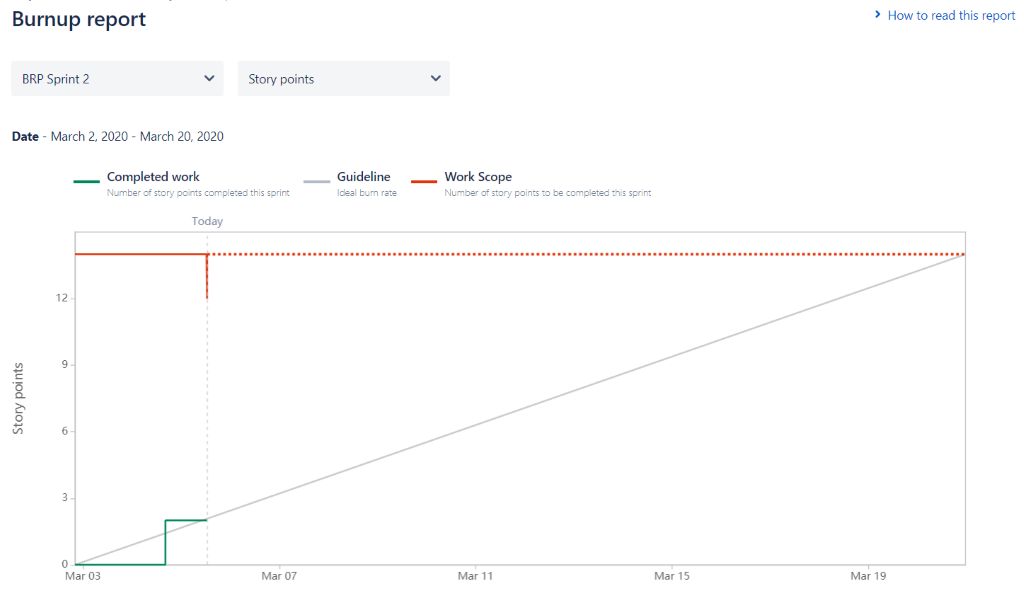 Burnup report
How to read this report
BRP Sprint 2
Story points
Date - March 2, 2020 - March 20, 2020
Completed work
Number of story points completed this sprint
Guideline
Ideal burn rate
Work Scope
Number of story points to be completed this sprint
Today
12
9
6
3
0
Story points
Mar 03
Mar 07
Mar 11
Mar 15
Mar 19